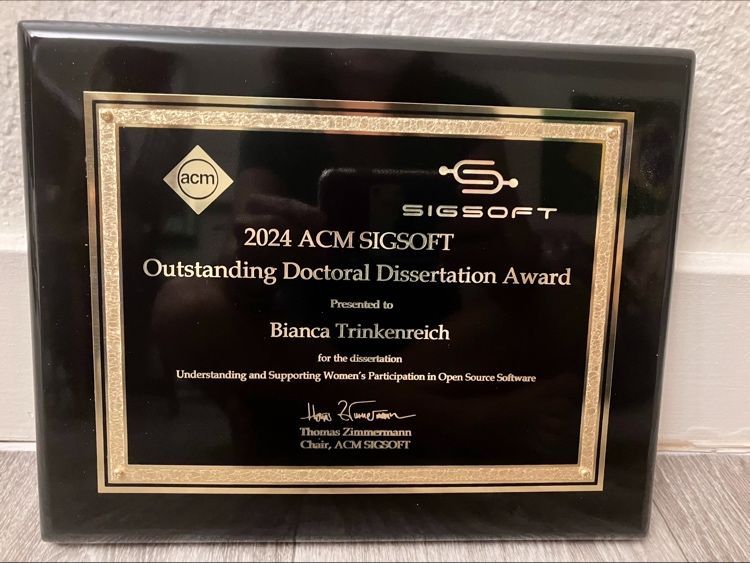 acm
SIGSOFT
2024 ACM SIGSOFT
Outstanding Doctoral Dissertation Award
Presented to
Bianca Trinkenreich
for the dissertation
Understanding and Supporting Women's Participation in Open Source Software
Thomas Zimmermann
Thomas Zimmermann
Chair, ACM SIGSOFT